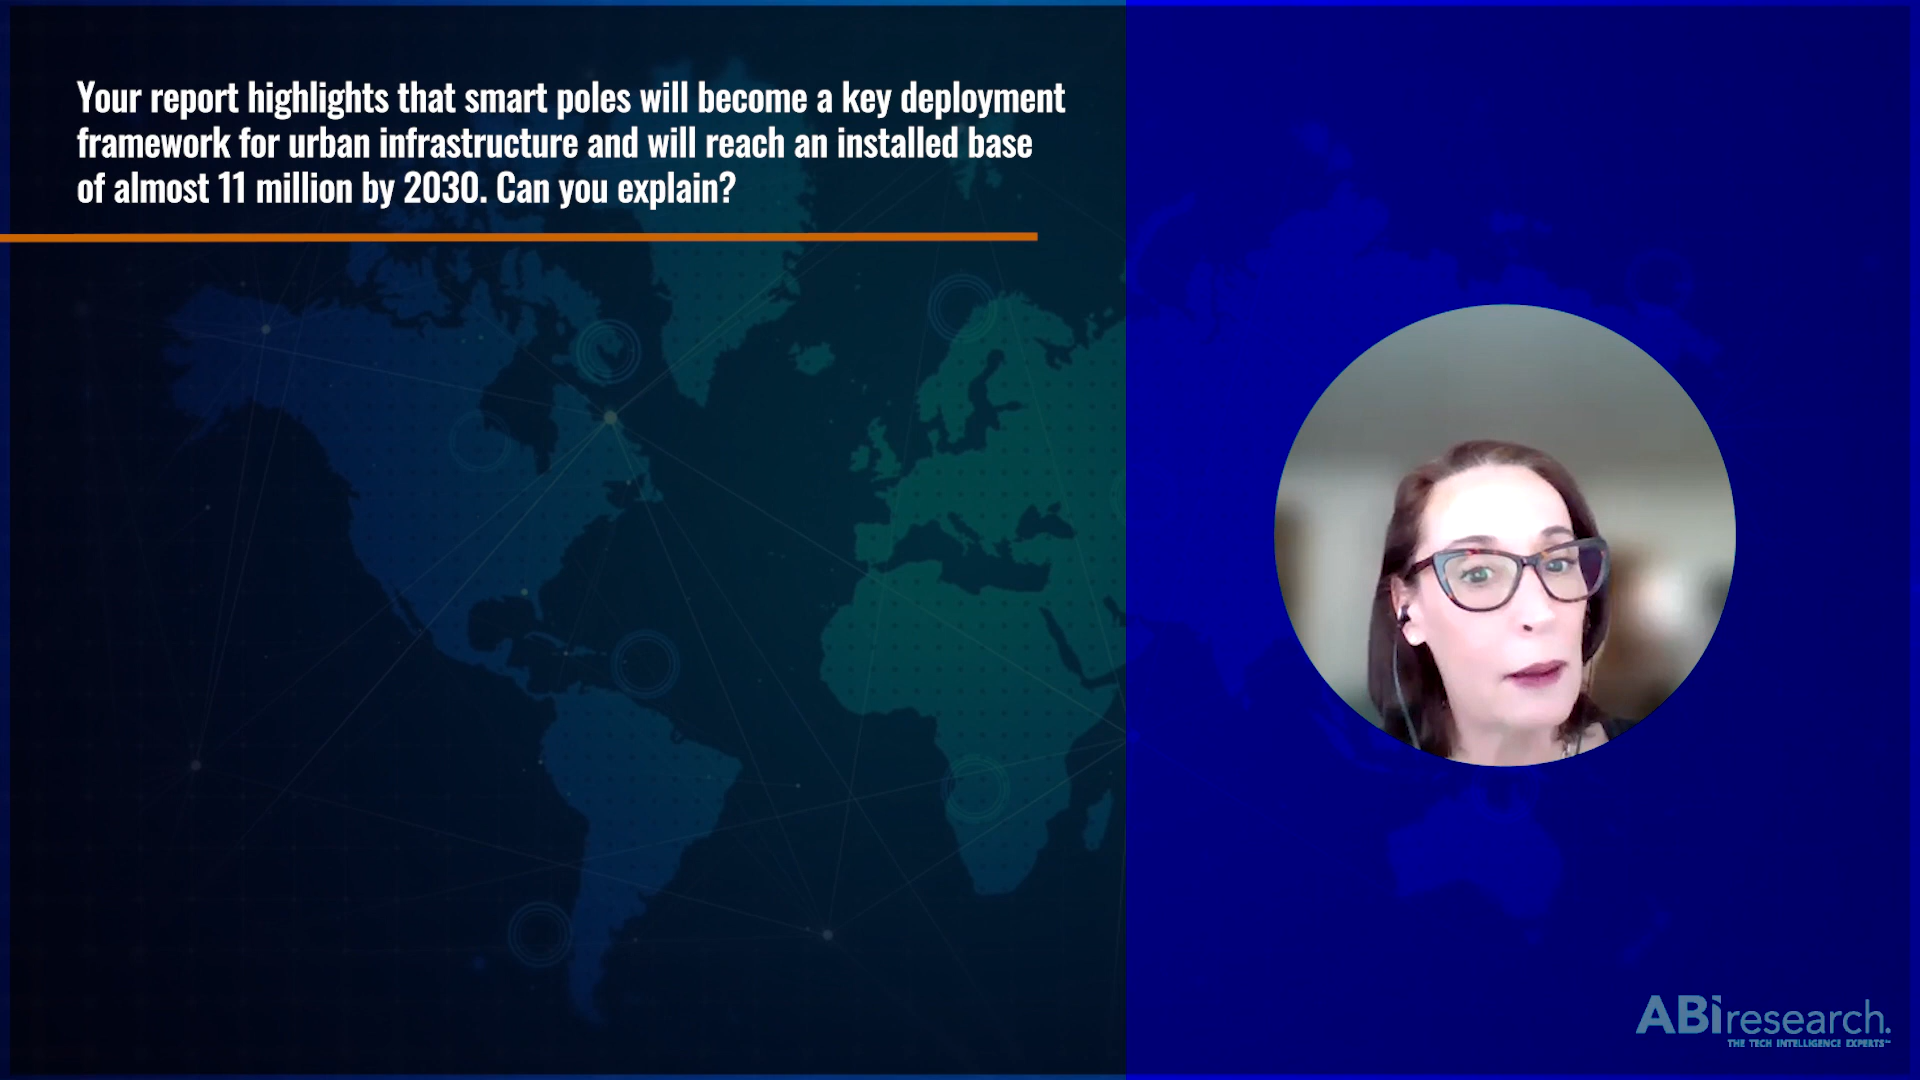 Your report highlights that smart poles will become a key deployment
framework for urban infrastructure and will reach an installed base
of almost 11 million by 2030. Can you explain?
ABiresearch.
THE TECH INTELLIGENCE EXPERTS™